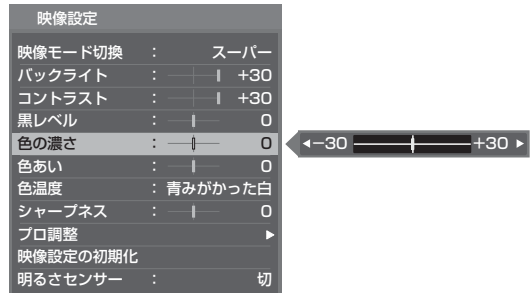 映像設定
映像モード切換 : スーパー
バックライト : +30
コントラスト : +30
黒レベル : 0
色の濃さ : 0
◀−30 +30▶
色あい : 0
色温度 : 青みがかった白
シャープネス : 0
プロ調整 ▶
映像設定の初期化
明るさセンサー : 切